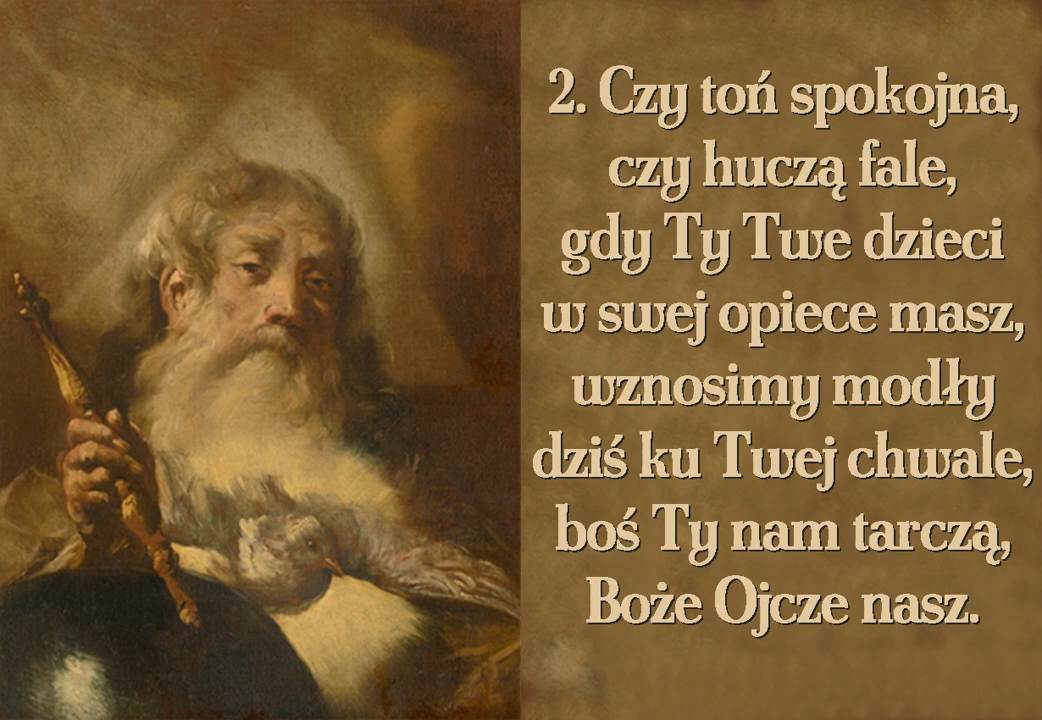 2. Czy toń spokojna,
czy huczą fale,
gdy Ty Twe dzieci
w swej opiece masz,
wznosimy modły
dziś ku Twej chwale,
boś Ty nam tarczą,
Boże Ojcze nasz.